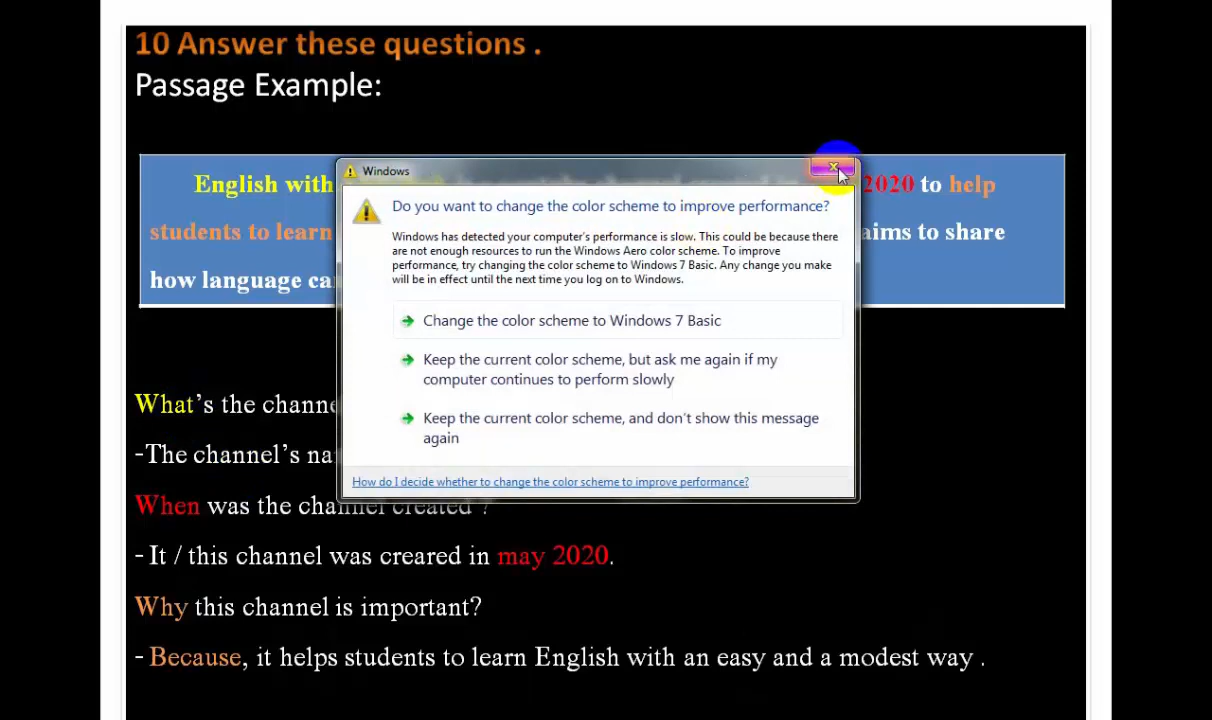 10 Answer these questions .
Passage Example:
English with 2020 to help
students to learn aims to share
how language ca
Windows
Do you want to change the color scheme to improve performance?
Windows has detected your computer's performance is slow. This could be because there
are not enough resources to run the Windows Aero color scheme. To improve
performance, try changing the color scheme to Windows 7 Basic. Any change you make
will be in effect until the next time you log on to Windows.
Change the color scheme to Windows 7 Basic
Keep the current color scheme, but ask me again if my
computer continues to perform slowly
Keep the current color scheme, and don't show this message
again
How do I decide whether to change the color scheme to improve performance?
What's the channe
-The channel's na
When was the channel created ?
- It / this channel was creared in may 2020.
Why this channel is important?
- Because, it helps students to learn English with an easy and a modest way .